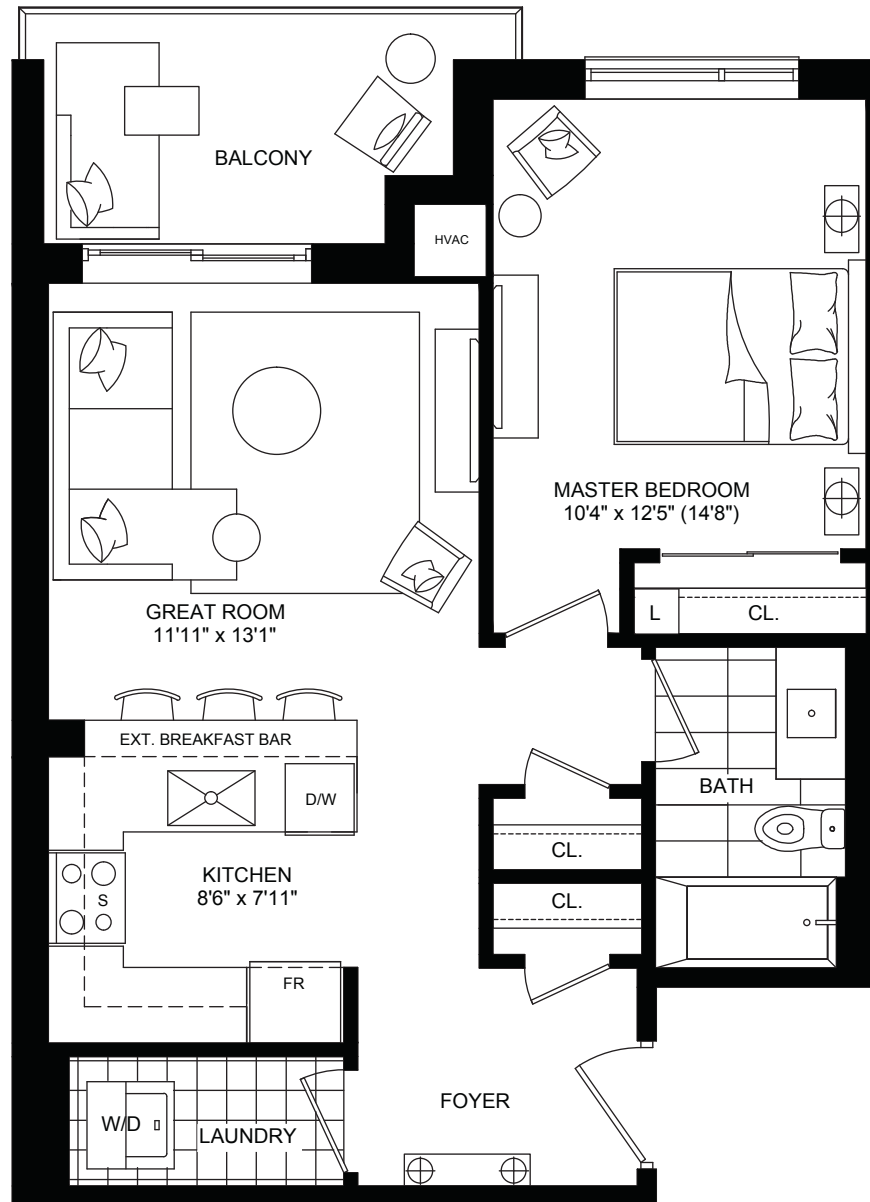 BALCONY
HVAC
MASTER BEDROOM
10'4" x 12'5" (14'8")
GREAT ROOM
11'11" x 13'1"
L
CL.
EXT. BREAKFAST BAR
D/W
BATH
CL.
KITCHEN
8'6" x 7'11"
S
CL.
FR
FOYER
W/D
LAUNDRY